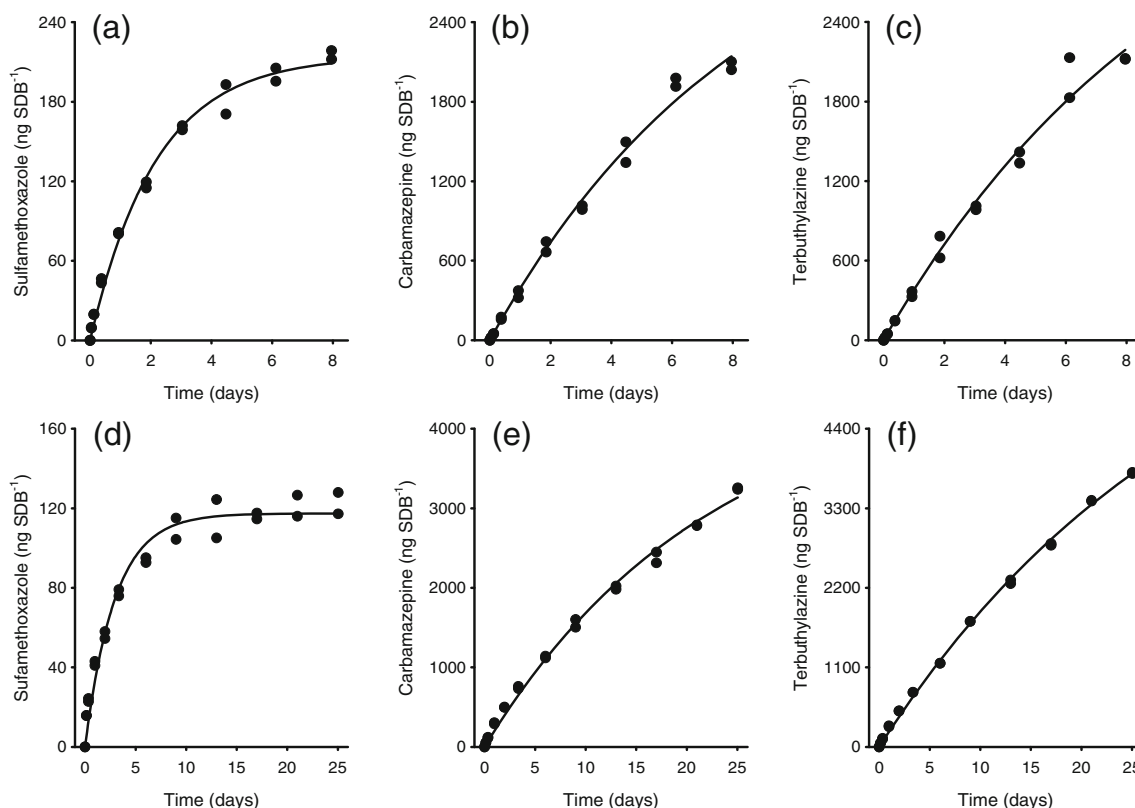 (a)
Sulfamethoxazole (ng SDB⁻¹)
240
180
120
60
0
0 2 4 6 8
Time (days)
(b)
Carbamazepine (ng SDB⁻¹)
2400
1800
1200
600
0
0 2 4 6 8
Time (days)
(c)
Terbuthylazine (ng SDB⁻¹)
2400
1800
1200
600
0
0 2 4 6 8
Time (days)
(d)
Sufamethoxazole (ng SDB⁻¹)
160
120
80
40
0
0 5 10 15 20 25
Time (days)
(e)
Carbamazepine (ng SDB⁻¹)
4000
3000
2000
1000
0
0 5 10 15 20 25
Time (days)
(f)
Terbuthylazine (ng SDB⁻¹)
4400
3300
2200
1100
0
0 5 10 15 20 25
Time (days)